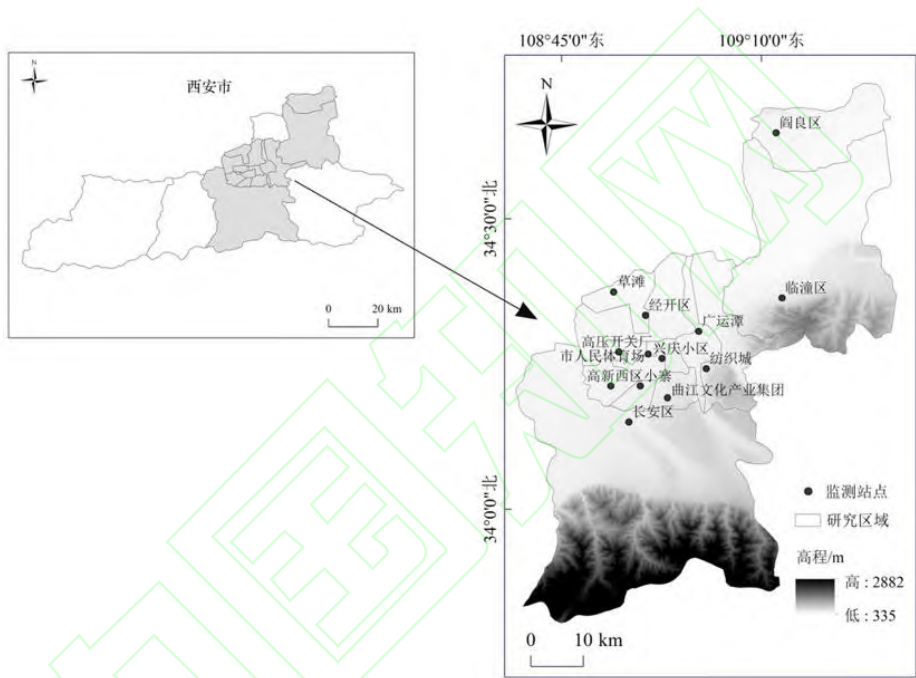 N
西安市
0 20 km
108°45'0"东 109°10'0"东
N
阎良区
34°30'0"北
草滩
临潼区
经开区
广运潭
高压开关厂
兴庆小区
市人民体育场
纺织城
高新西区 小寨
曲江文化产业集团
长安区
34°0'0"北
监测站点
研究区域
高程/m
高：2882
低：335
0 10 km